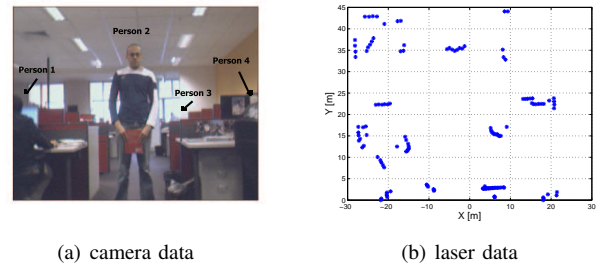 Person 2
Person 1
Person 4
Person 3
45
40
35
30
25
20
15
10
5
0
Y [m]
−30
−20
−10
0
10
20
30
X [m]
(a) camera data
(b) laser data